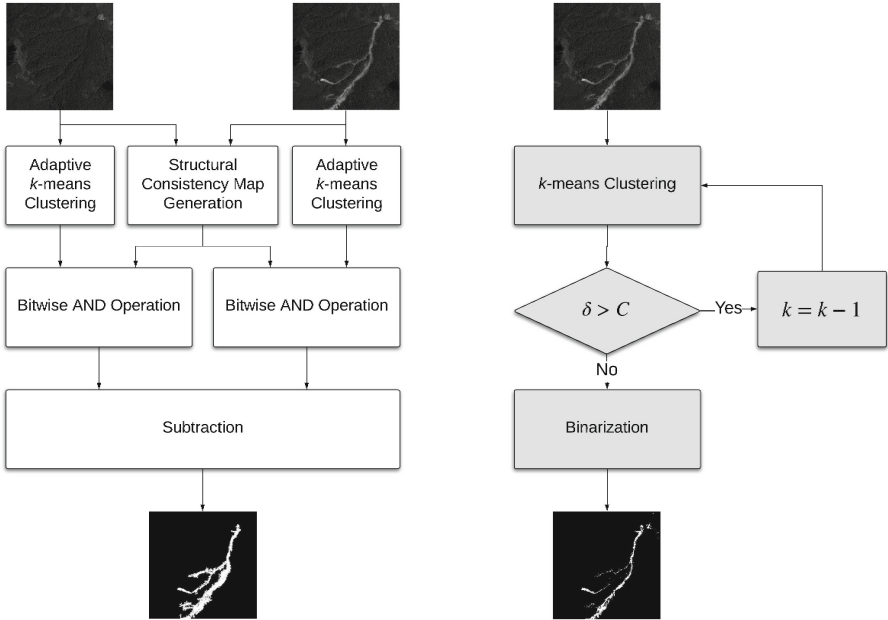 Adaptive
k-means
Clustering
Structural
Consistency Map
Generation
Adaptive
k-means
Clustering
Bitwise AND Operation
Bitwise AND Operation
Subtraction
k-means Clustering
δ > C
Yes
k = k − 1
No
Binarization